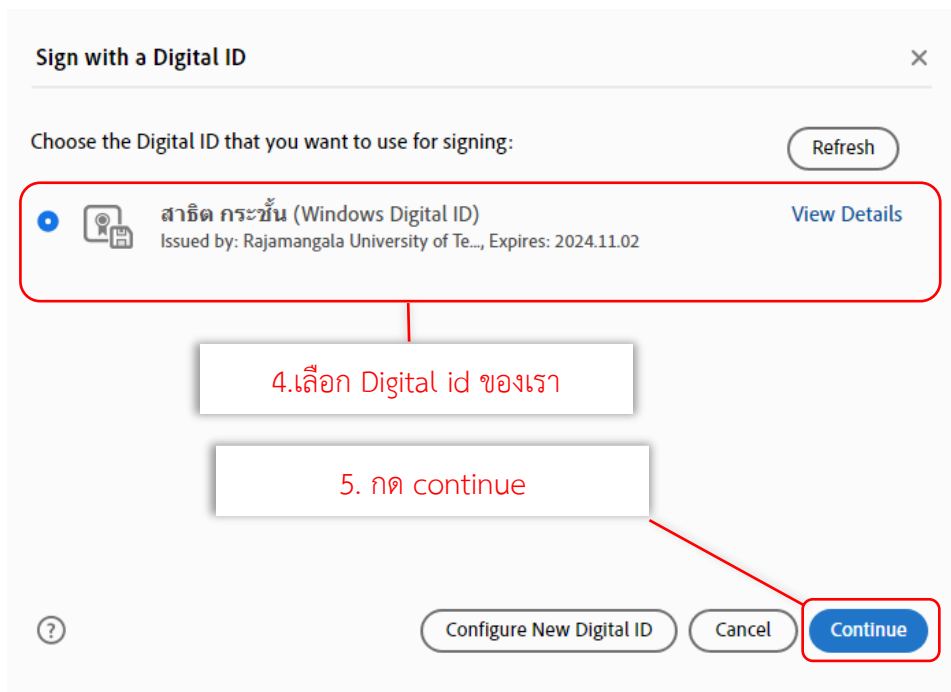 Sign with a Digital ID
Choose the Digital ID that you want to use for signing:
Refresh
สาธิต กระชั้น (Windows Digital ID)
View Details
Issued by: Rajamangala University of Te..., Expires: 2024.11.02
4.เลือก Digital id ของเรา
5. กด continue
?
Configure New Digital ID
Cancel
Continue